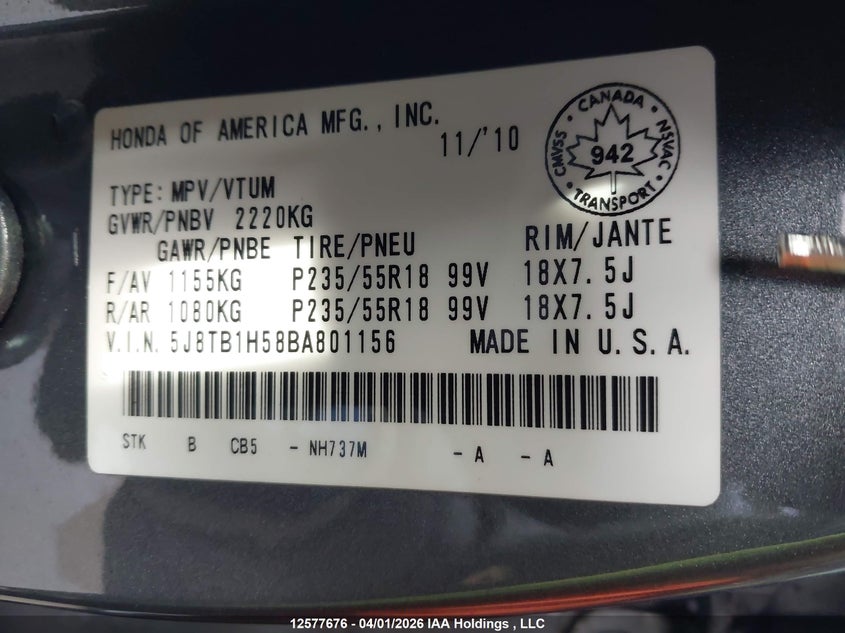 HONDA OF AMERICA MFG., INC.
11/'10
CANADA
CMVSS
NSVAC
942
TRANSPORT
TYPE: MPV/VTUM
GVWR/PNBV 2220KG
GAWR/PNBE TIRE/PNEU RIM/JANTE
F/AV 1155KG P235/55R18 99V 18X7.5J
R/AR 1080KG P235/55R18 99V 18X7.5J
V.I.N. 5J8TB1H58BA801156 MADE IN U.S.A.
STK B CB5 - NH737M - A - A
12577676 - 04/01/2026 IAA Holdings , LLC